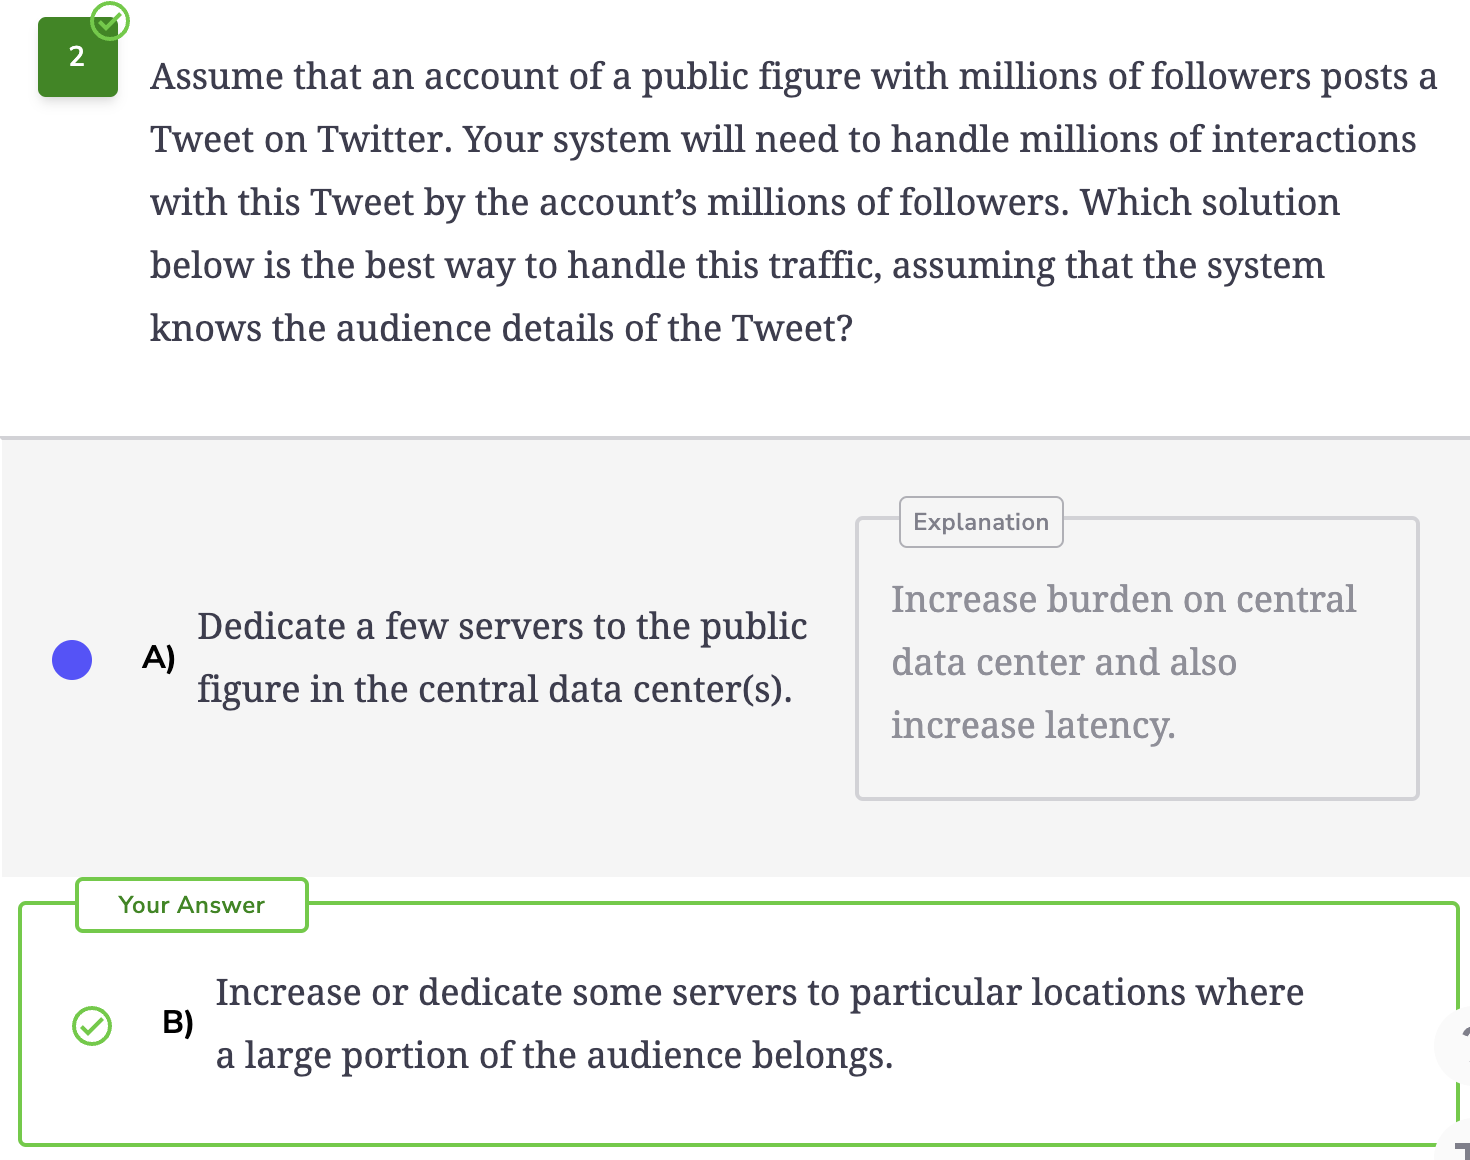 2
Assume that an account of a public figure with millions of followers posts a
Tweet on Twitter. Your system will need to handle millions of interactions
with this Tweet by the account’s millions of followers. Which solution
below is the best way to handle this traffic, assuming that the system
knows the audience details of the Tweet?
A)
Dedicate a few servers to the public
figure in the central data center(s).
Explanation
Increase burden on central
data center and also
increase latency.
Your Answer
B)
Increase or dedicate some servers to particular locations where
a large portion of the audience belongs.